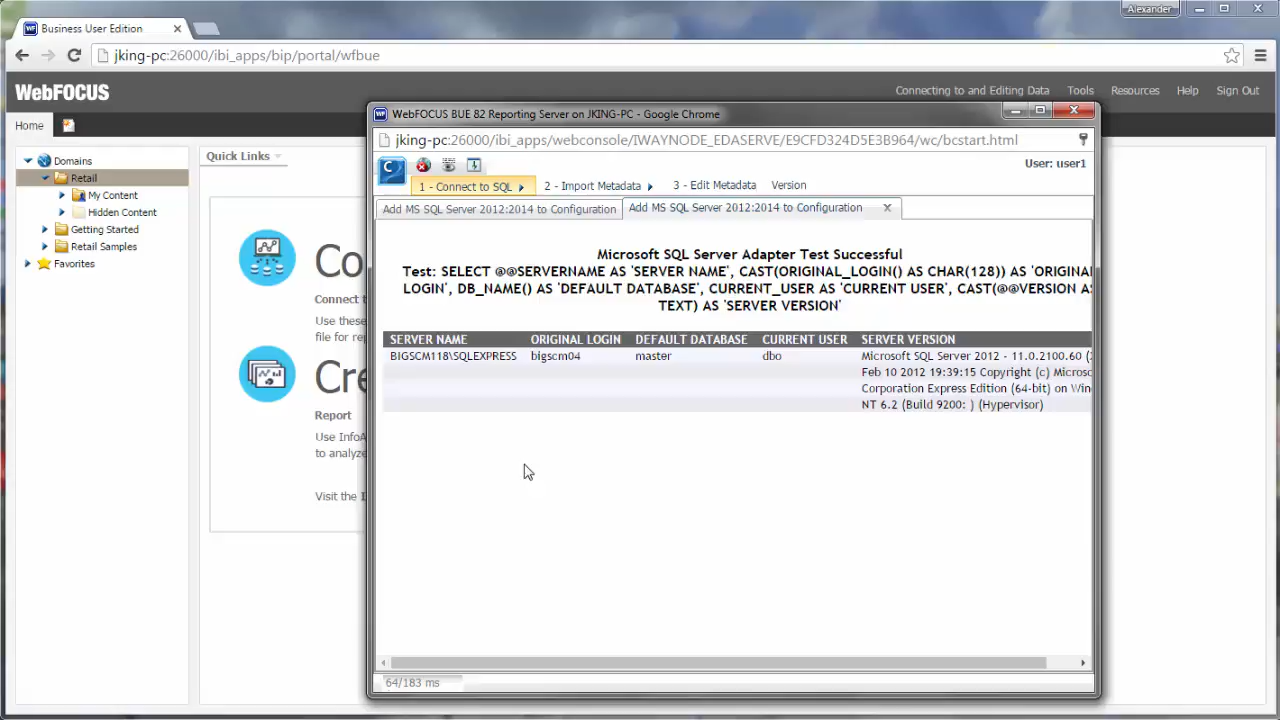 Alexander
Business User Edition
jking-pc:26000/ibi_apps/bip/portal/wfbue
WebFOCUS
Connecting to and Editing Data Tools Resources Help Sign Out
Home
Domains
Retail
My Content
Hidden Content
Getting Started
Retail Samples
Favorites
Quick Links
Co
Connect t
Use these
file for re
Cre
Report
Use InfoA
to analyze
Visit the I
WebFOCUS BUE 82 Reporting Server on JKING-PC - Google Chrome
jking-pc:26000/ibi_apps/webconsole/IWAYNODE_EDASERVE/E9CFD324D5E3B964/wc/bcstart.html
User: user1
1 - Connect to SQL 2 - Import Metadata 3 - Edit Metadata Version
Add MS SQL Server 2012:2014 to Configuration Add MS SQL Server 2012:2014 to Configuration
Microsoft SQL Server Adapter Test Successful
Test: SELECT @@SERVERNAME AS 'SERVER NAME', CAST(ORIGINAL_LOGIN() AS CHAR(128)) AS 'ORIGINA
LOGIN', DB_NAME() AS 'DEFAULT DATABASE', CURRENT_USER AS 'CURRENT USER', CAST(@@VERSION AS
TEXT) AS 'SERVER VERSION'
SERVER NAME ORIGINAL LOGIN DEFAULT DATABASE CURRENT USER SERVER VERSION
BIGSCM118\SQLEXPRESS bigscm04 master dbo Microsoft SQL Server 2012 - 11.0.2100.60 (
Feb 10 2012 19:39:15 Copyright (c) Micros
Corporation Express Edition (64-bit) on Win
NT 6.2 (Build 9200: ) (Hypervisor)
64/183 ms